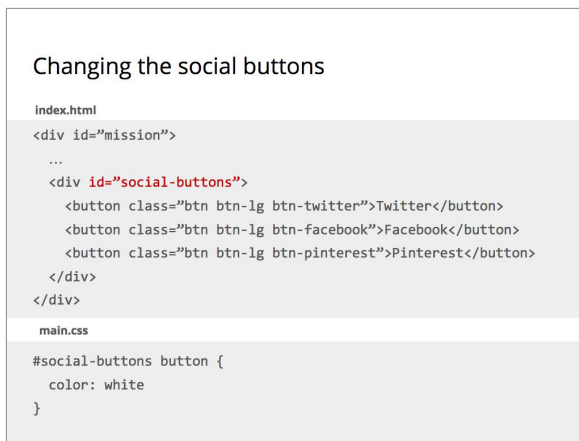 Changing the social buttons
index.html
<div id=”mission”>
…
<div id=”social-buttons”>
<button class=”btn btn-lg btn-twitter”>Twitter</button>
<button class=”btn btn-lg btn-facebook”>Facebook</button>
<button class=”btn btn-lg btn-pinterest”>Pinterest</button>
</div>
</div>
main.css
#social-buttons button {
color: white
}